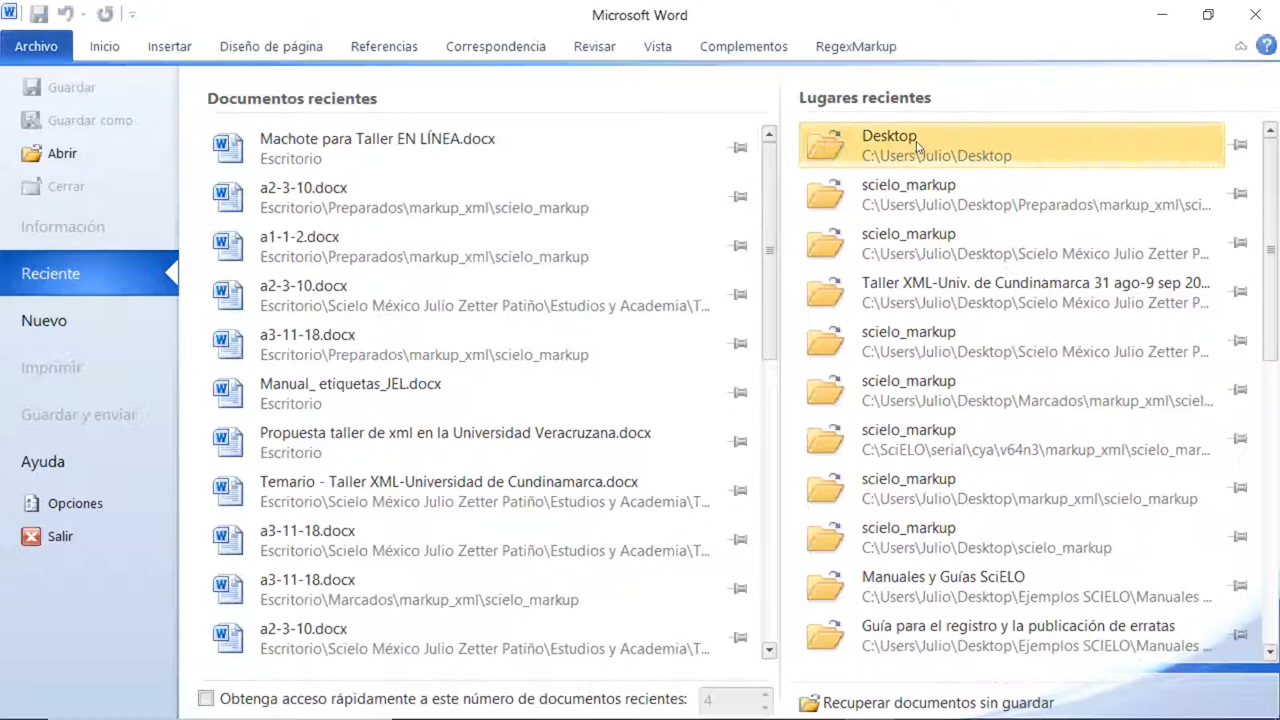 Microsoft Word
Archivo
Inicio
Insertar
Diseño de página
Referencias
Correspondencia
Revisar
Vista
Complementos
RegexMarkup
Guardar
Guardar como
Abrir
Cerrar
Información
Reciente
Nuevo
Imprimir
Guardar y enviar
Ayuda
Opciones
Salir
Documentos recientes
Machote para Taller EN LÍNEA.docx
Escritorio
a2-3-10.docx
Escritorio\Preparados\markup_xml\scielo_markup
a1-1-2.docx
Escritorio\Preparados\markup_xml\scielo_markup
a2-3-10.docx
Escritorio\Scielo México Julio Zetter Patiño\Estudios y Academia\T...
a3-11-18.docx
Escritorio\Preparados\markup_xml\scielo_markup
Manual_ etiquetas_JEL.docx
Escritorio
Propuesta taller de xml en la Universidad Veracruzana.docx
Escritorio
Temario - Taller XML-Universidad de Cundinamarca.docx
Escritorio\Scielo México Julio Zetter Patiño\Estudios y Academia\T...
a3-11-18.docx
Escritorio\Scielo México Julio Zetter Patiño\Estudios y Academia\T...
a3-11-18.docx
Escritorio\Marcados\markup_xml\scielo_markup
a2-3-10.docx
Escritorio\Scielo México Julio Zetter Patiño\Estudios y Academia\T...
Obtenga acceso rápidamente a este número de documentos recientes: 4
Lugares recientes
Desktop
C:\Users\Julio\Desktop
scielo_markup
C:\Users\Julio\Desktop\Preparados\markup_xml\sci...
scielo_markup
C:\Users\Julio\Desktop\Scielo México Julio Zetter P...
Taller XML-Univ. de Cundinamarca 31 ago-9 sep 20...
C:\Users\Julio\Desktop\Scielo México Julio Zetter P...
scielo_markup
C:\Users\Julio\Desktop\Scielo México Julio Zetter P...
scielo_markup
C:\Users\Julio\Desktop\Marcados\markup_xml\sciel...
scielo_markup
C:\SciELO\serial\cya\v64n3\markup_xml\scielo_mar...
scielo_markup
C:\Users\Julio\Desktop\markup_xml\scielo_markup
scielo_markup
C:\Users\Julio\Desktop\scielo_markup
Manuales y Guías SciELO
C:\Users\Julio\Desktop\Ejemplos SCIELO\Manuales ...
Guía para el registro y la publicación de erratas
C:\Users\Julio\Desktop\Ejemplos SCIELO\Manuales ...
Recuperar documentos sin guardar